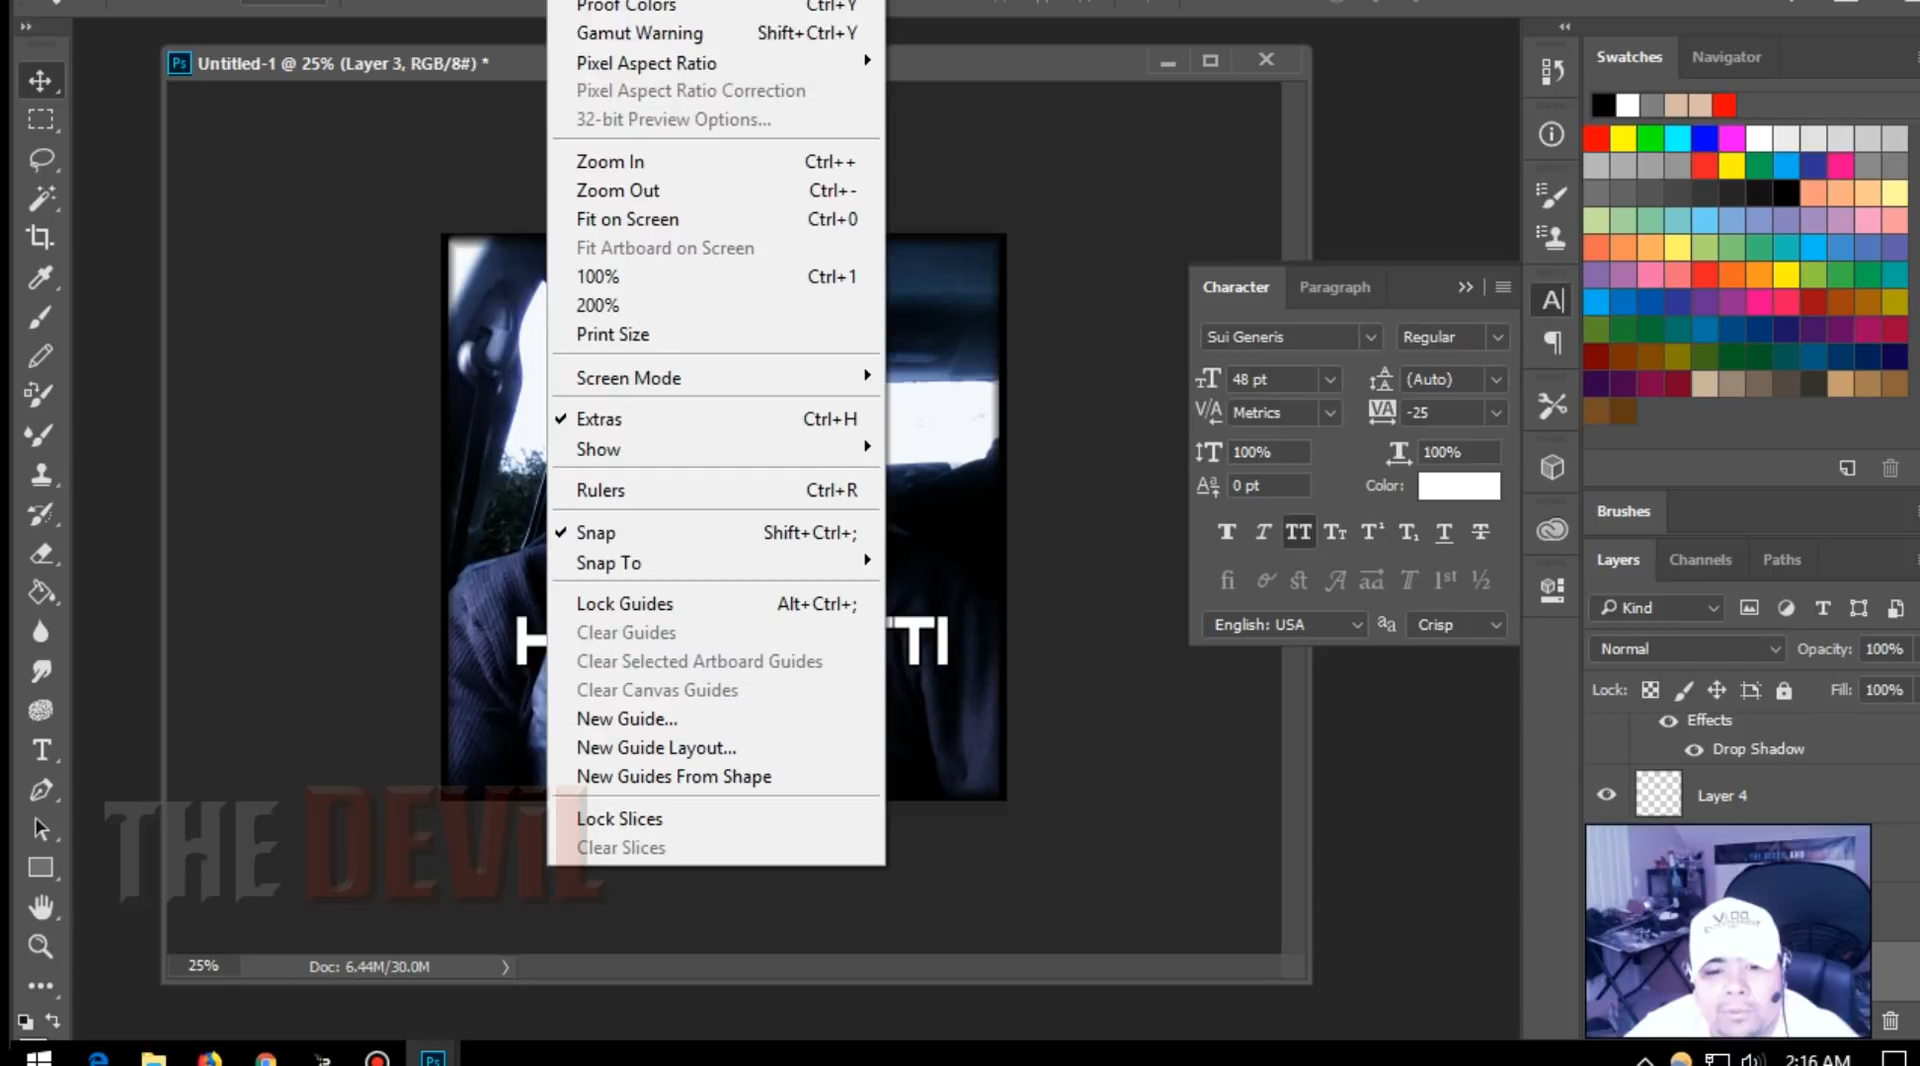 Proof Colors Ctrl+Y
Gamut Warning Shift+Ctrl+Y
Pixel Aspect Ratio
Pixel Aspect Ratio Correction
32-bit Preview Options...
Zoom In Ctrl++
Zoom Out Ctrl+-
Fit on Screen Ctrl+0
Fit Artboard on Screen
100% Ctrl+1
200%
Print Size
Screen Mode
Extras Ctrl+H
Show
Rulers Ctrl+R
Snap Shift+Ctrl+;
Snap To
Lock Guides Alt+Ctrl+;
Clear Guides
Clear Selected Artboard Guides
Clear Canvas Guides
New Guide...
New Guide Layout...
New Guides From Shape
Lock Slices
Clear Slices
Ps Untitled-1 @ 25% (Layer 3, RGB/8#) *
H
TI
THE DEVIL
25% Doc: 6.44M/30.0M
Character Paragraph
Sui Generis Regular
48 pt (Auto)
Metrics -25
100% 100%
0 pt Color:
English: USA aa Crisp
Swatches Navigator
Brushes
Layers Channels Paths
Kind
Normal Opacity: 100%
Lock: Fill: 100%
Effects
Drop Shadow
Layer 4
Ps
2:16 AM